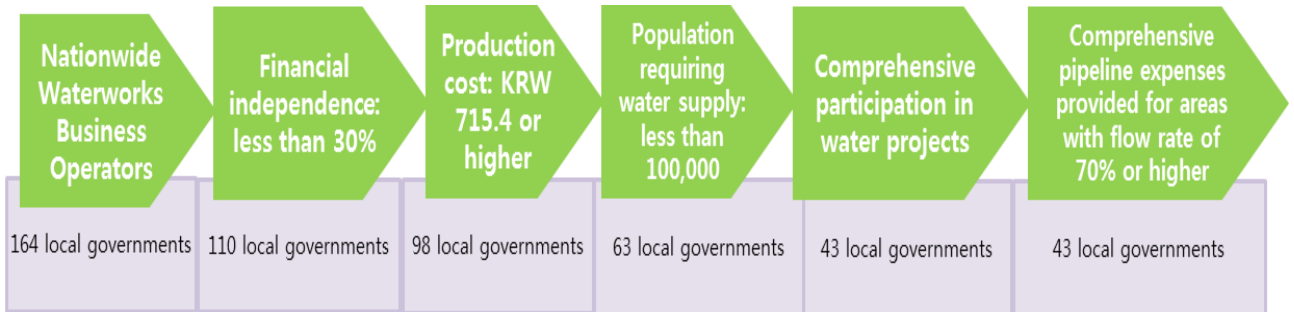 Nationwide
Waterworks
Business
Operators
Financial
independence:
less than 30%
Production
cost: KRW
715.4 or
higher
Population
requiring
water supply:
less than
100,000
Comprehensive
participation in
water projects
Comprehensive
pipeline expenses
provided for areas
with flow rate of
70% or higher
164 local governments
110 local governments
98 local governments
63 local governments
43 local governments
43 local governments